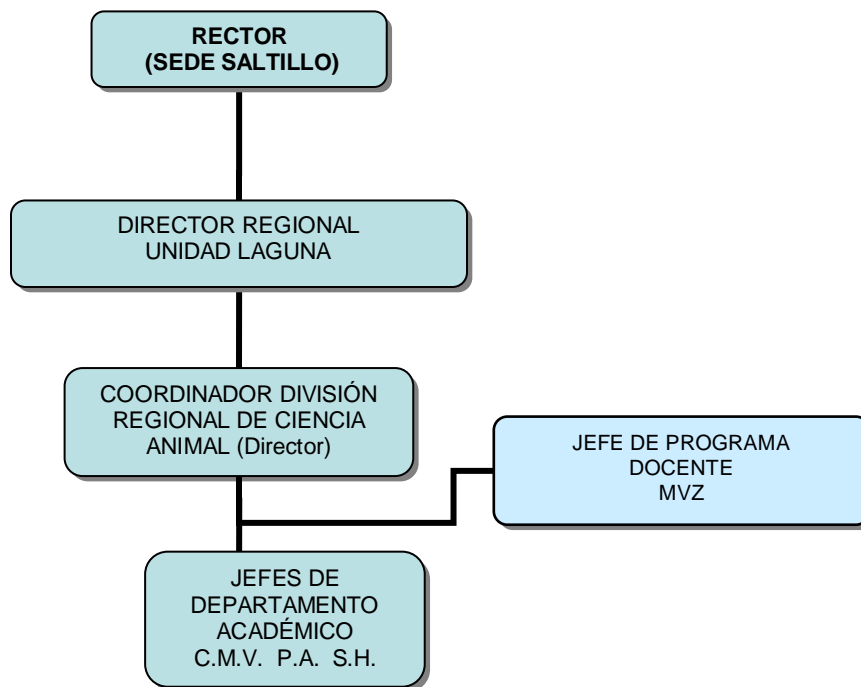 RECTOR
(SEDE SALTILLO)
DIRECTOR REGIONAL
UNIDAD LAGUNA
COORDINADOR DIVISIÓN
REGIONAL DE CIENCIA
ANIMAL (Director)
JEFE DE PROGRAMA
DOCENTE
MVZ
JEFES DE
DEPARTAMENTO
ACADÉMICO
C.M.V. P.A. S.H.